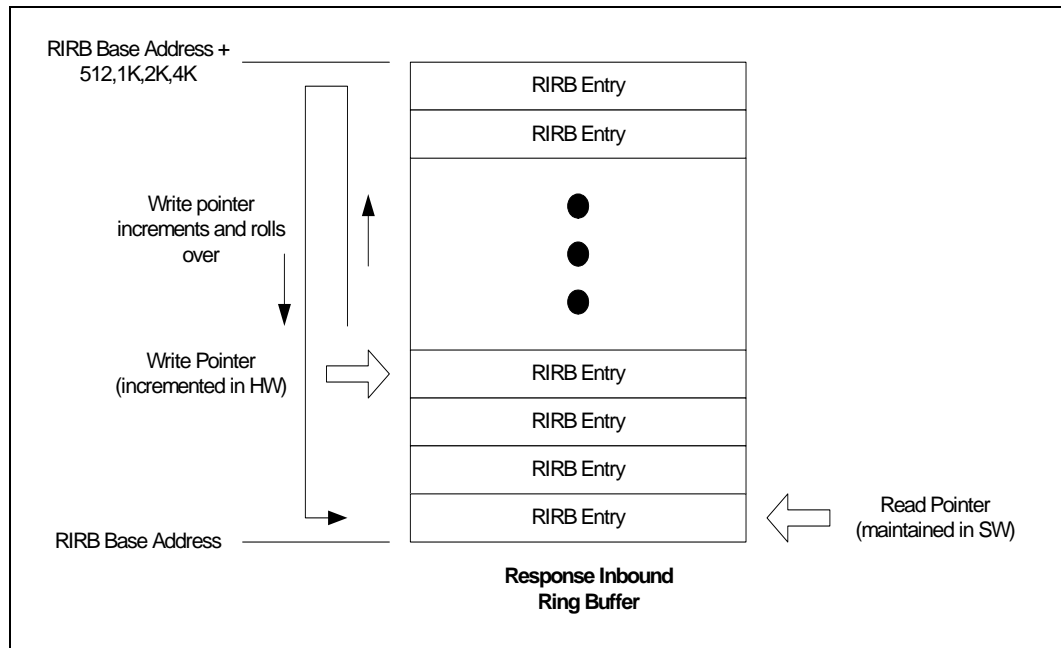 RIRB Base Address +
512,1K,2K,4K
RIRB Entry
RIRB Entry
Write pointer
increments and rolls
over
Write Pointer
(incremented in HW)
RIRB Entry
RIRB Entry
RIRB Entry
RIRB Entry
Read Pointer
(maintained in SW)
RIRB Base Address
Response Inbound
Ring Buffer